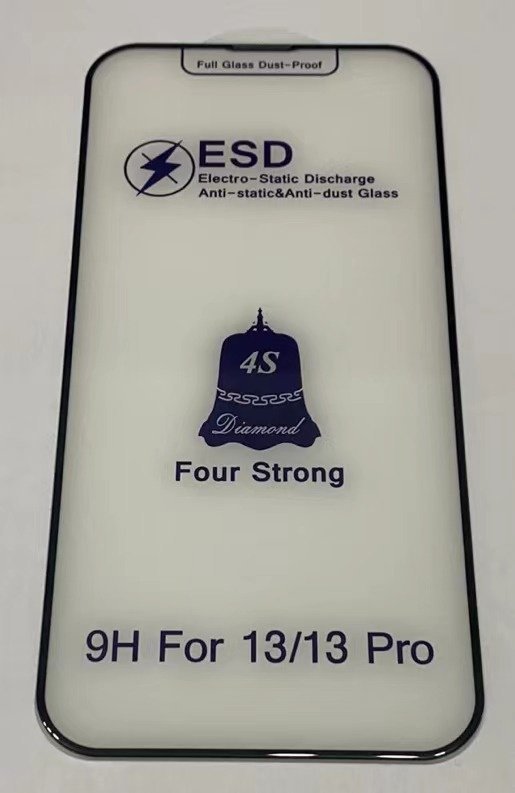 Full Glass Dust-Proof
ESD
Electro-Static Discharge
Anti-static&Anti-dust Glass
4S
Diamond
Four Strong
9H For 13/13 Pro